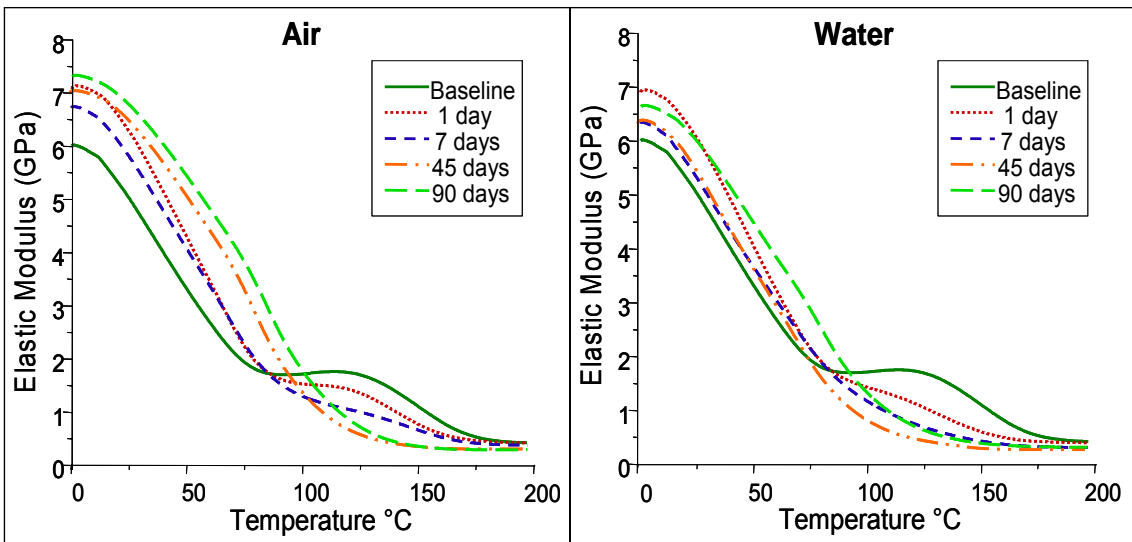 Air
Elastic Modulus (GPa)
8
7
6
5
4
3
2
1
0
0
50
100
150
200
Temperature °C
Baseline
1 day
7 days
45 days
90 days
Water
Elastic Modulus (GPa)
8
7
6
5
4
3
2
1
0
0
50
100
150
200
Temperature °C
Baseline
1 day
7 days
45 days
90 days